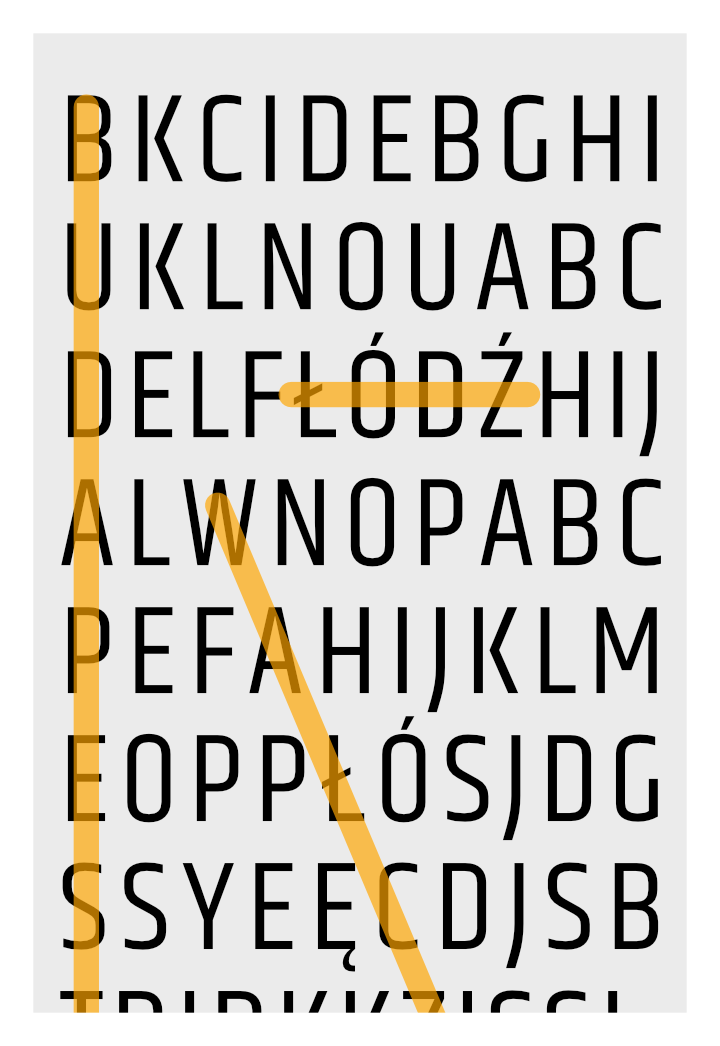 BKCIDEBGHI
UKLNOUABC
DELFŁÓDŹHIJ
ALWNOPABC
PEFAHIJKLM
EOPPŁÓSJDG
SSYEĘCDJSB